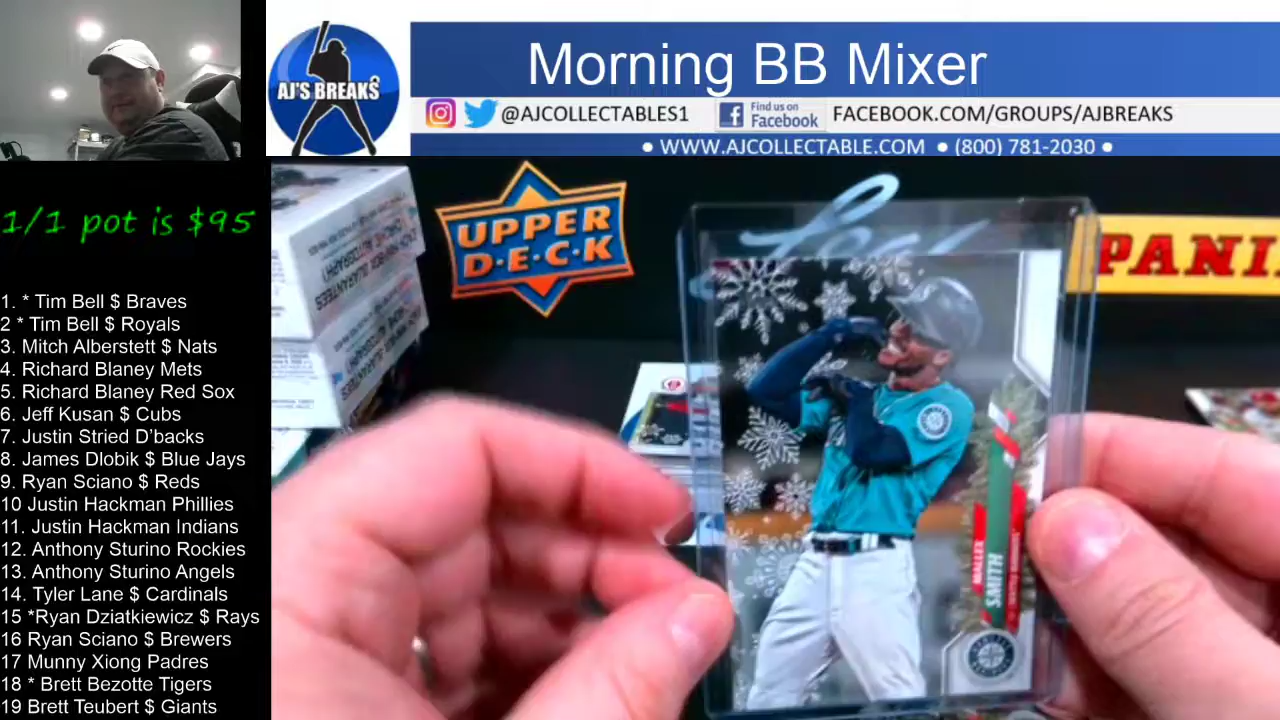 Morning BB Mixer
AJ'S BREAKS
@AJCOLLECTABLES1
Find us on
Facebook
FACEBOOK.COM/GROUPS/AJBREAKS
• WWW.AJCOLLECTABLE.COM • (800) 781-2030 •
1/1 pot is $95
1. * Tim Bell $ Braves
2 * Tim Bell $ Royals
3. Mitch Alberstett $ Nats
4. Richard Blaney Mets
5. Richard Blaney Red Sox
6. Jeff Kusan $ Cubs
7. Justin Stried D'backs
8. James Dlobik $ Blue Jays
9. Ryan Sciano $ Reds
10 Justin Hackman Phillies
11. Justin Hackman Indians
12. Anthony Sturino Rockies
13. Anthony Sturino Angels
14. Tyler Lane $ Cardinals
15 *Ryan Dziatkiewicz $ Rays
16 Ryan Sciano $ Brewers
17 Munny Xiong Padres
18 * Brett Bezotte Tigers
19 Brett Teubert $ Giants
UPPER
D·E·C·K
PANI
MALLEX
SMITH